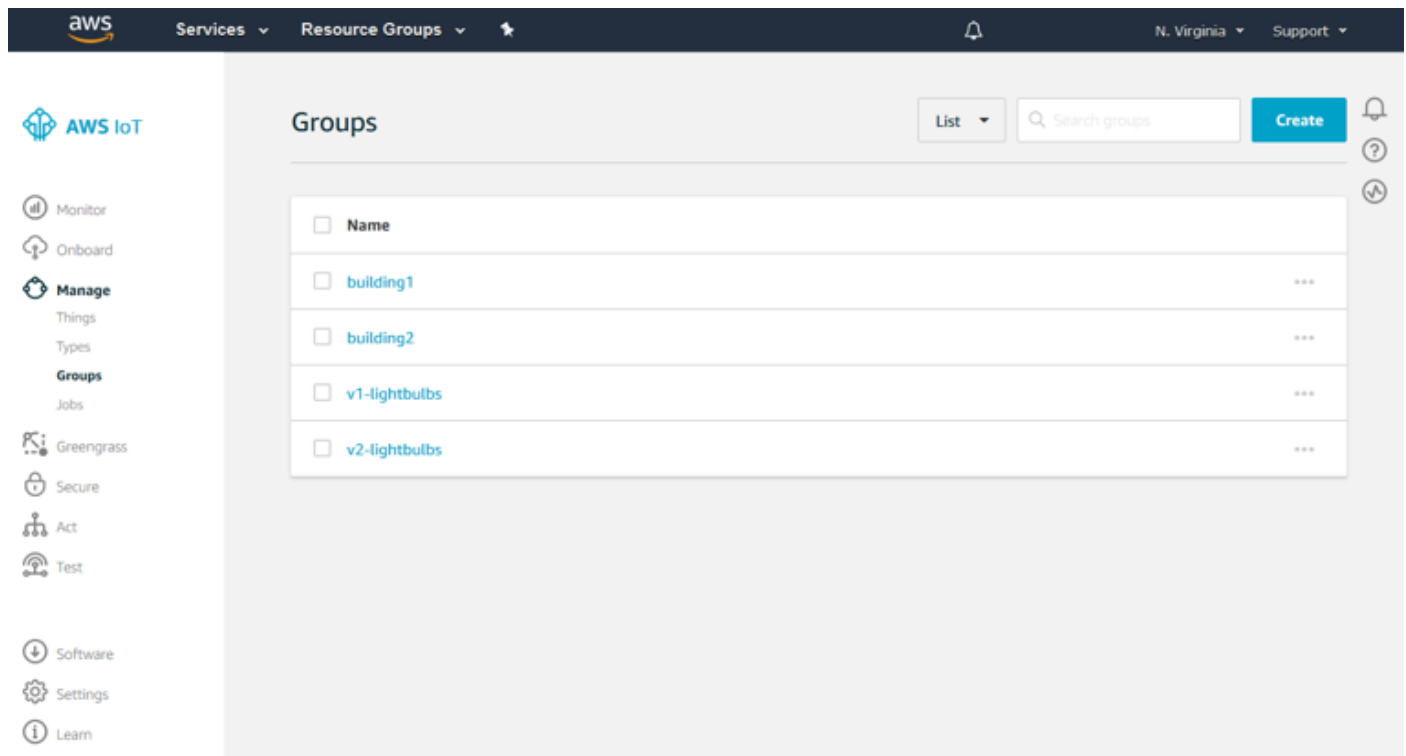 aws Services Resource Groups N. Virginia Support
AWS IoT
Groups List Search groups Create
Monitor
Onboard
Manage
Things
Types
Groups
Jobs
Greengrass
Secure
Act
Test
Software
Settings
Learn
Name
building1
building2
v1-lightbulbs
v2-lightbulbs